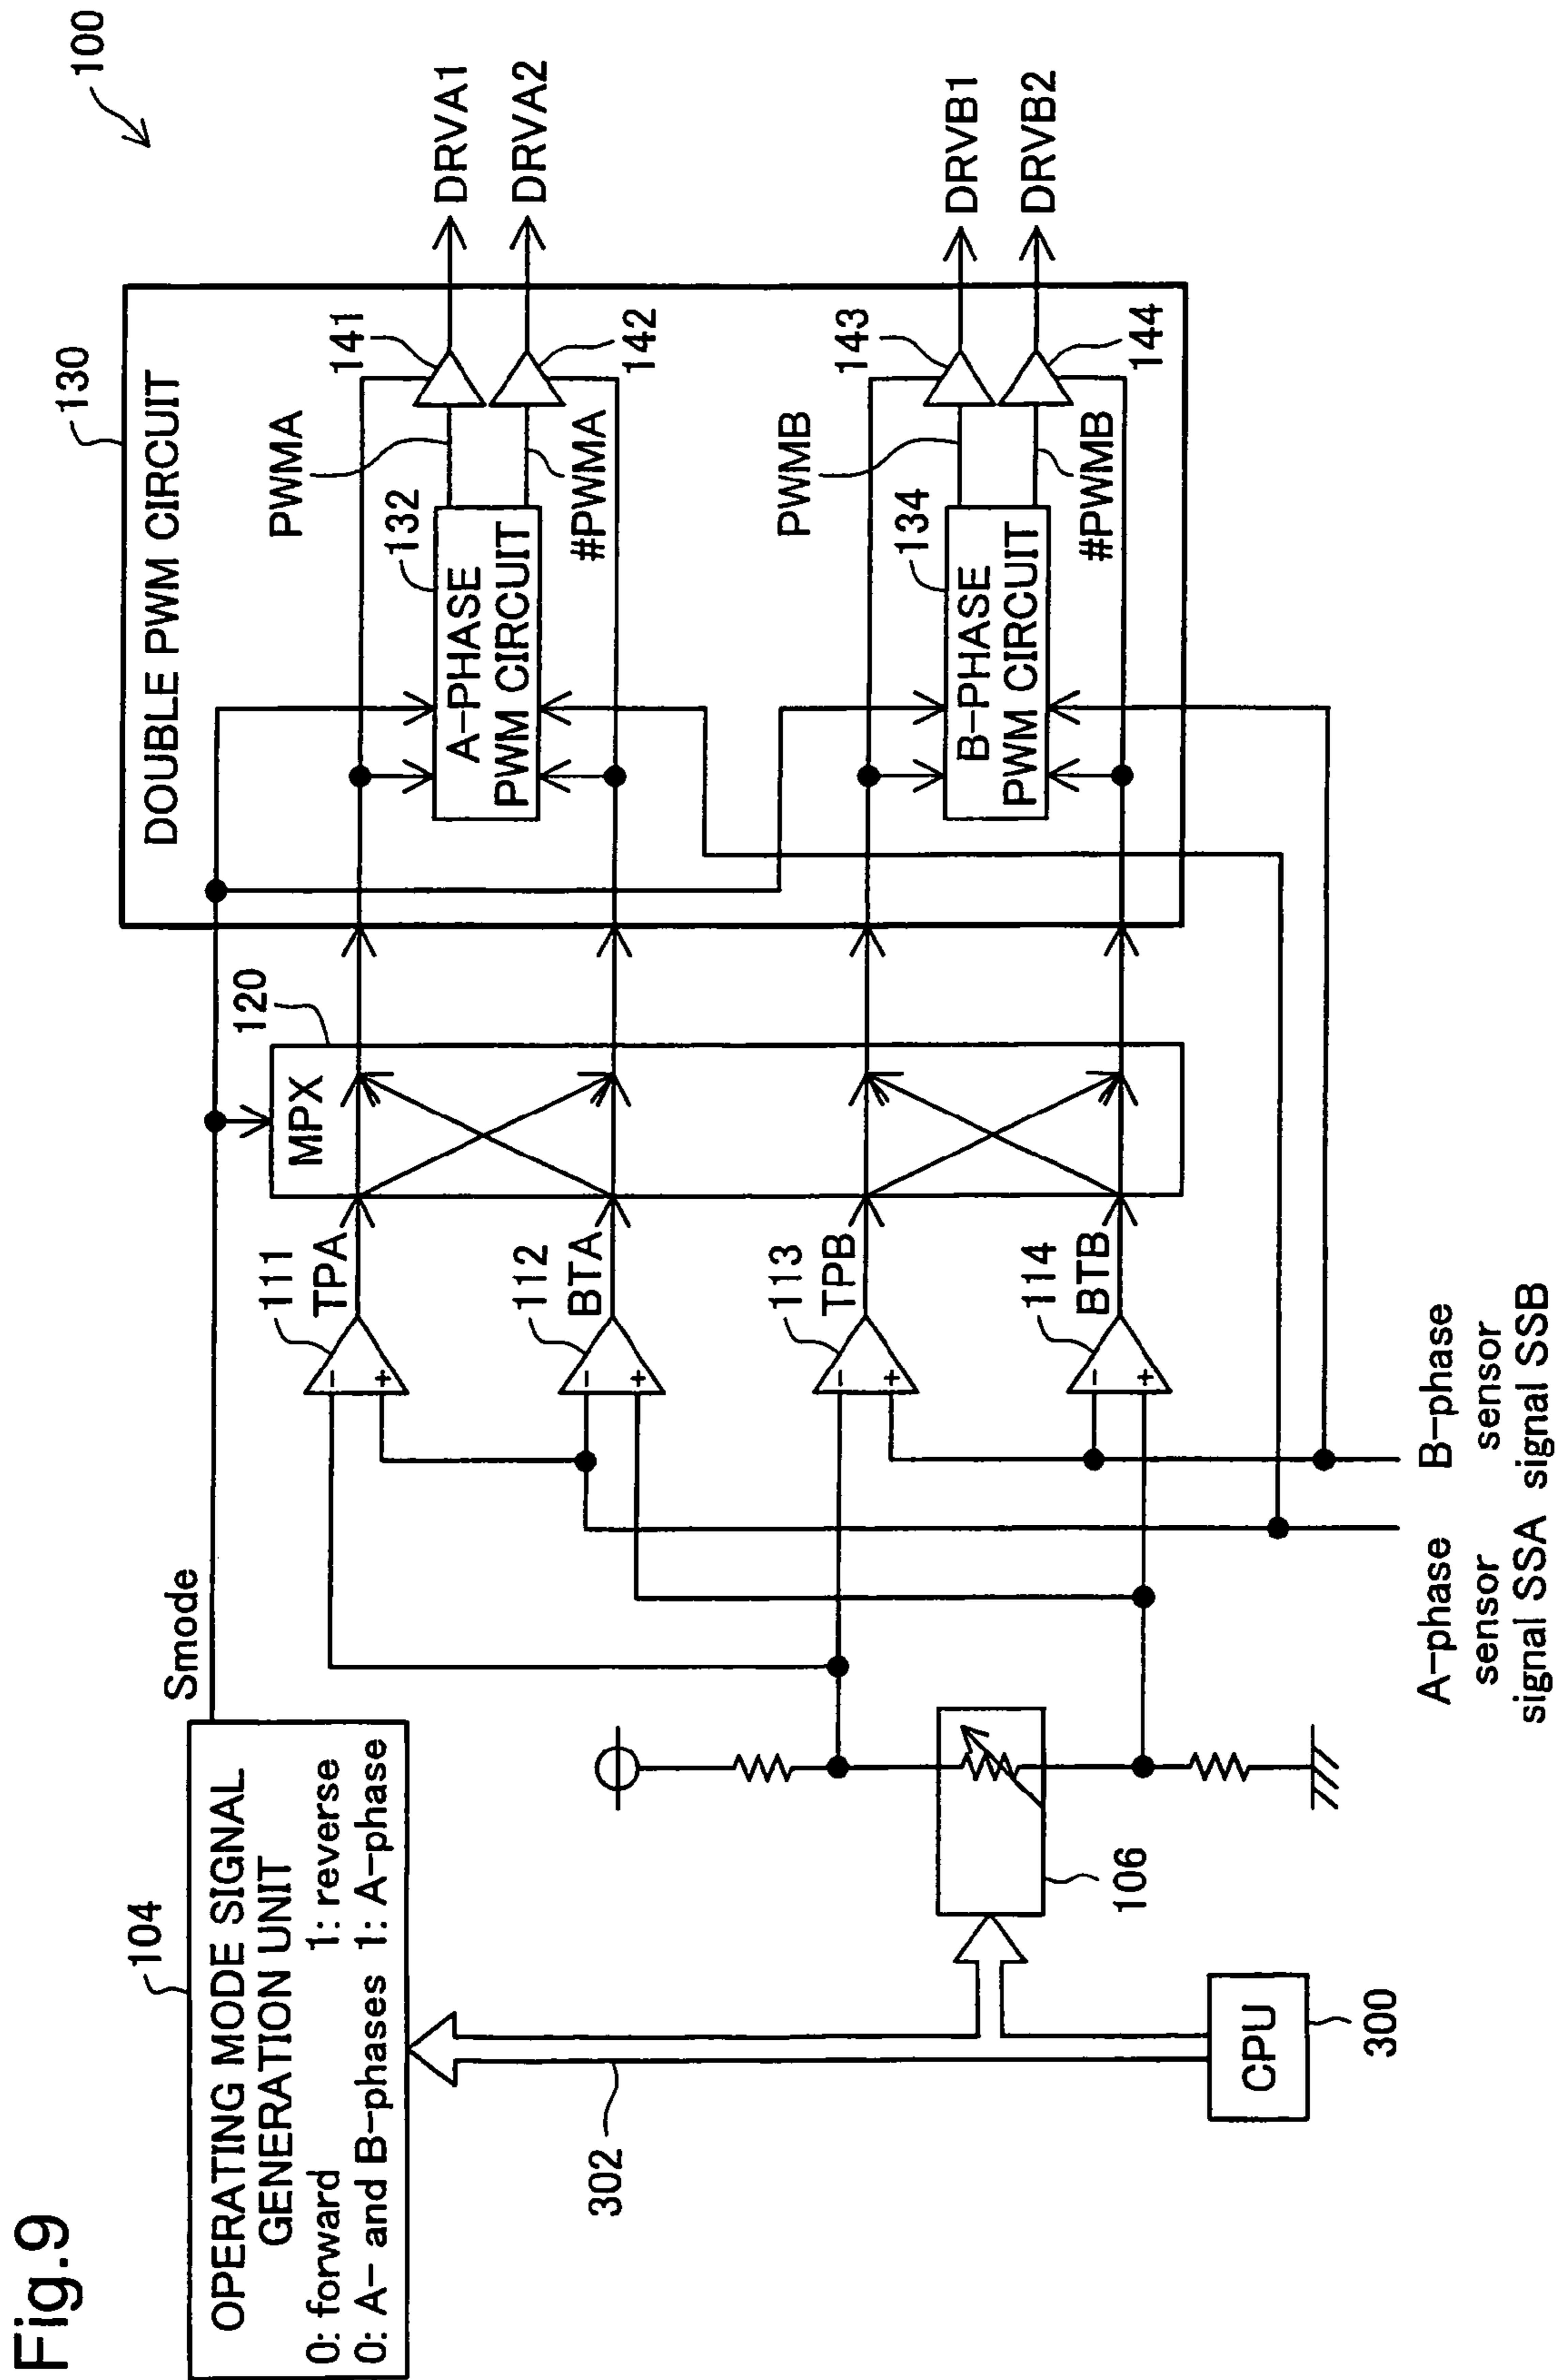 Fig.9
100
104
OPERATING MODE SIGNAL
GENERATION UNIT
0: forward 1: reverse
0: A- and B-phases 1: A-phase
Smode
302
CPU
300
106
111
TPA
-
+
112
BTA
-
+
113
TPB
-
+
114
BTB
-
+
A-phase
sensor
signal SSA
B-phase
sensor
signal SSB
120
MPX
130
DOUBLE PWM CIRCUIT
PWMA
132
A-PHASE
PWM CIRCUIT
#PWMA
141
142
DRVA1
DRVA2
PWMB
134
B-PHASE
PWM CIRCUIT
#PWMB
143
144
DRVB1
DRVB2